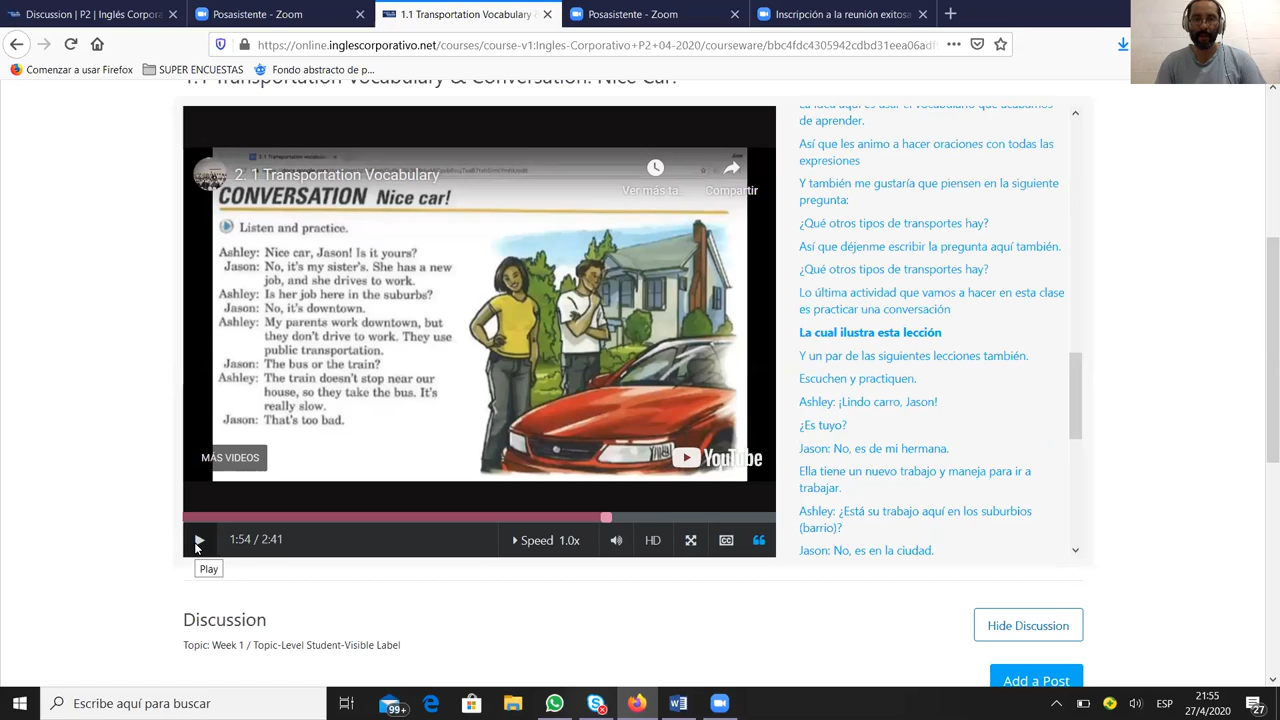 Discussion | P2 | Inglés Corporat
Posasistente - Zoom
1.1 Transportation Vocabulary &
Posasistente - Zoom
Inscripción a la reunión exitosa
https://online.inglescorporativo.net/courses/course-v1:Ingles-Corporativo+P2+04-2020/courseware/bbc4fdc4305942cdbd31eea06adf
Comenzar a usar Firefox
SUPER ENCUESTAS
Fondo abstracto de p...
1.1 Transportation Vocabulary & Conversation: Nice Car!
2. 1 Transportation Vocabulary
Ver más ta...
Compartir
CONVERSATION Nice car!
Listen and practice.
Ashley: Nice car, Jason! Is it yours?
Jason: No, it's my sister's. She has a new
job, and she drives to work.
Ashley: Is her job here in the suburbs?
Jason: No, it's downtown.
Ashley: My parents work downtown, but
they don't drive to work. They use
public transportation.
Jason: The bus or the train?
Ashley: The train doesn't stop near our
house, so they take the bus. It's
really slow.
Jason: That's too bad.
MÁS VIDEOS
YouTube
1:54 / 2:41
Speed 1.0x
HD
CC
Play
La idea aquí es usar el vocabulario que acabamos
de aprender.
Así que les animo a hacer oraciones con todas las
expresiones
Y también me gustaría que piensen en la siguiente
pregunta:
¿Qué otros tipos de transportes hay?
Así que déjenme escribir la pregunta aquí también.
¿Qué otros tipos de transportes hay?
Lo última actividad que vamos a hacer en esta clase
es practicar una conversación
La cual ilustra esta lección
Y un par de las siguientes lecciones también.
Escuchen y practiquen.
Ashley: ¡Lindo carro, Jason!
¿Es tuyo?
Jason: No, es de mi hermana.
Ella tiene un nuevo trabajo y maneja para ir a
trabajar.
Ashley: ¿Está su trabajo aquí en los suburbios
(barrio)?
Jason: No, es en la ciudad.
Discussion
Topic: Week 1 / Topic-Level Student-Visible Label
Hide Discussion
Add a Post
Escribe aquí para buscar
99+
ESP
21:55
27/4/2020
27